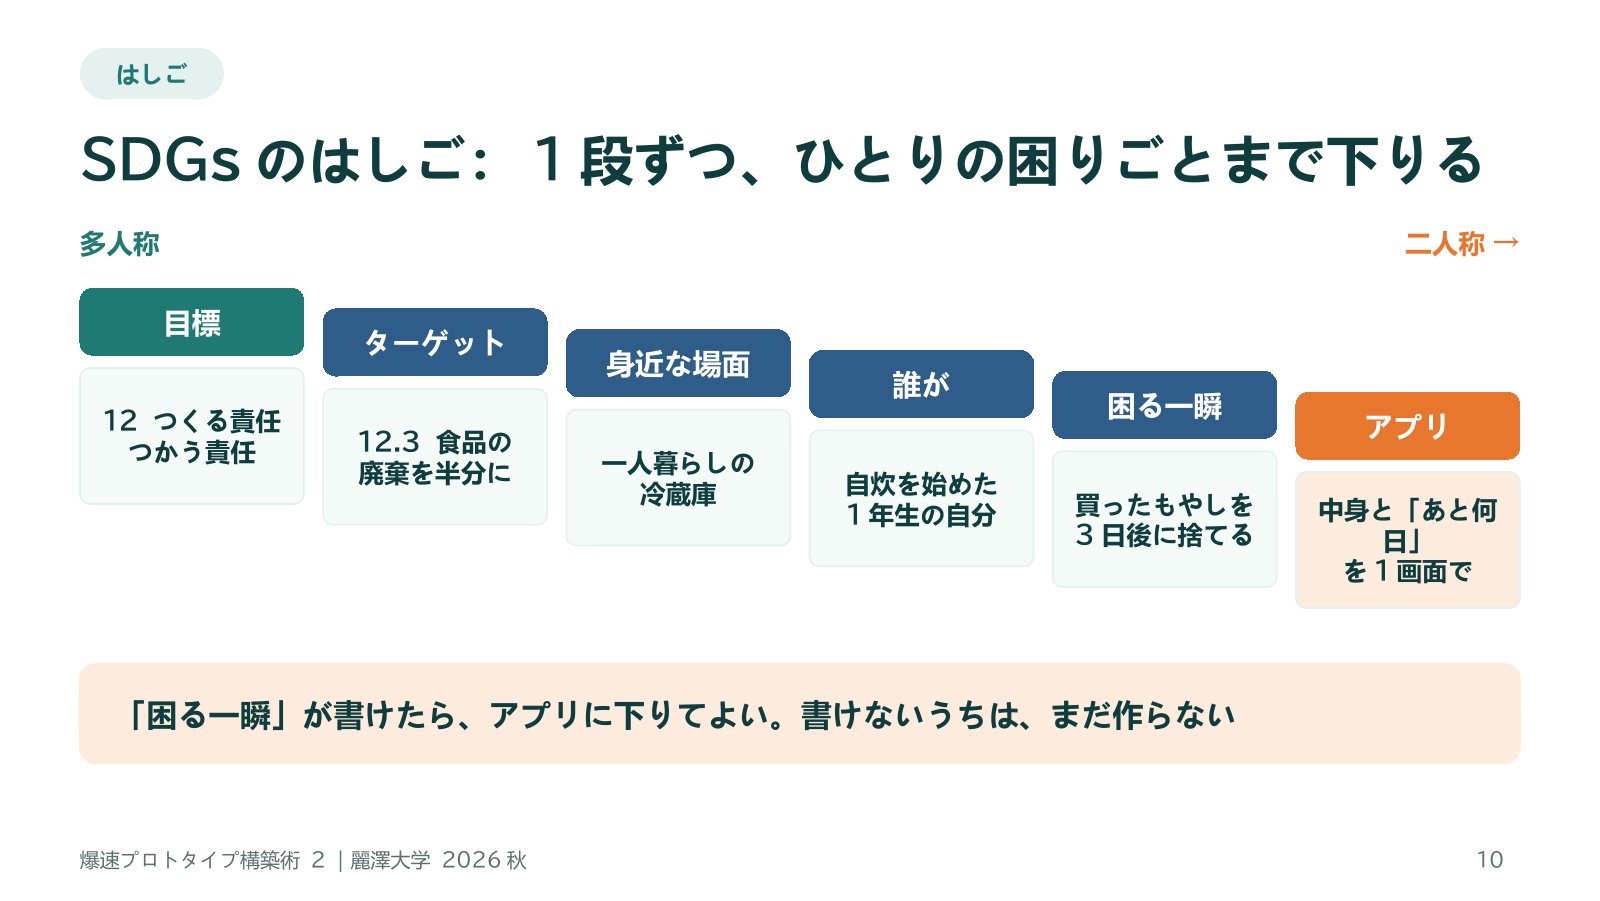 はしご
SDGs のはしご： 1 段ずつ、ひとりの困りごとまで下りる
多人称
二人称 →
目標
12 つくる責任
つかう責任
ターゲット
12.3 食品の
廃棄を半分に
身近な場面
一人暮らしの
冷蔵庫
誰が
自炊を始めた
1 年生の自分
困る一瞬
買ったもやしを
3 日後に捨てる
アプリ
中身と「あと何
日」
を 1 画面で
「困る一瞬」が書けたら、アプリに下りてよい。書けないうちは、まだ作らない
爆速プロトタイプ構築術 2 | 麗澤大学 2026 秋
10